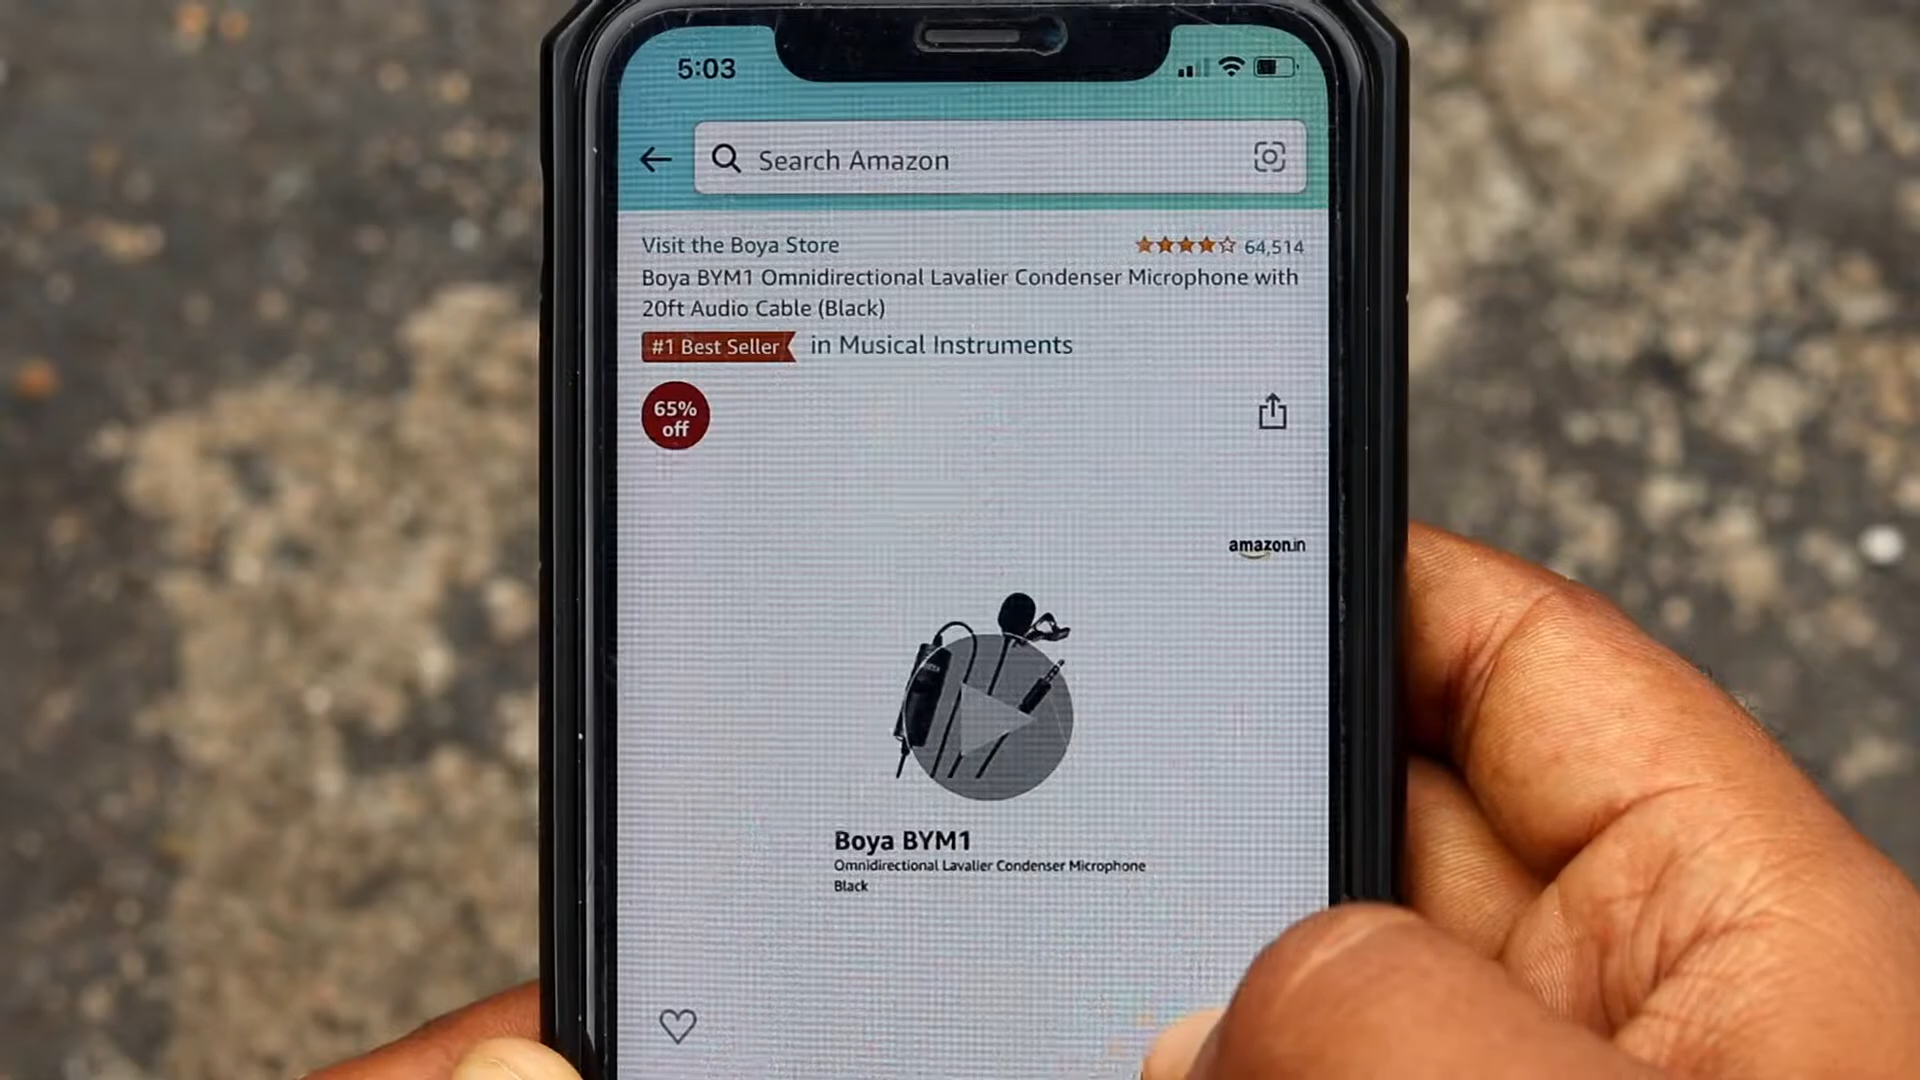 5:03
Search Amazon
Visit the Boya Store 64,514
Boya BYM1 Omnidirectional Lavalier Condenser Microphone with
20ft Audio Cable (Black)
#1 Best Seller in Musical Instruments
65%
off
amazon.in
Boya BYM1
Omnidirectional Lavalier Condenser Microphone
Black